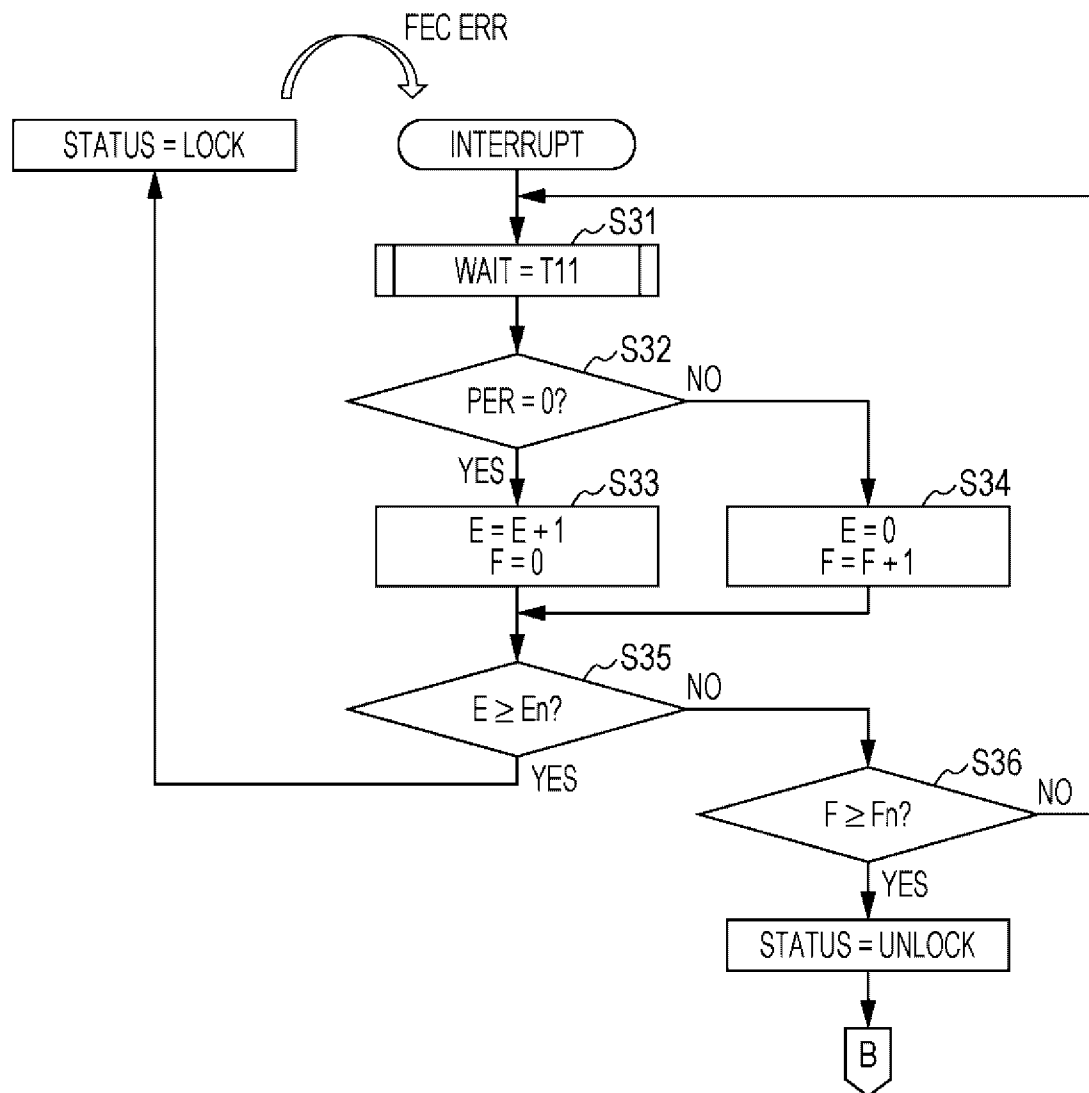 FEC ERR
STATUS = LOCK
INTERRUPT
S31
WAIT = T11
S32
PER = 0?
NO
YES
S33
E = E + 1
F = 0
S34
E = 0
F = F + 1
S35
E ≥ En?
NO
YES
S36
F ≥ Fn?
NO
YES
STATUS = UNLOCK
B